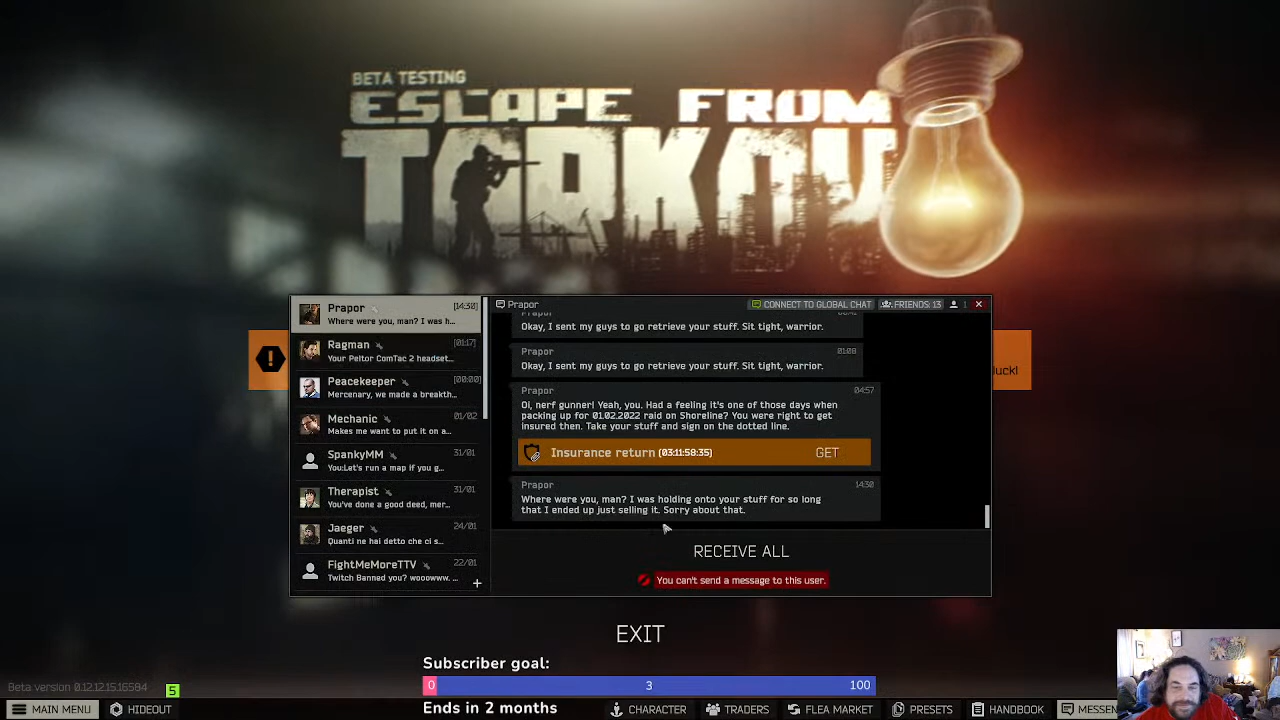 BETA TESTING
ESCAPE FROM
TARKOV
Prapor
[14:30]
Where were you, man? I was h...
Ragman
[01:17]
Your Peltor ComTac 2 headset...
Peacekeeper
[00:00]
Mercenary, we made a breakth...
Mechanic
01/02
Makes me want to put it on a...
SpankyMM
31/01
You:Let's run a map if you g...
Therapist
31/01
You've done a good deed, mer...
Jaeger
24/01
Quanti ne hai detto che ci s...
FightMeMoreTTV
22/01
Twitch Banned you? wooowww. ...
+
Prapor
CONNECT TO GLOBAL CHAT
FRIENDS: 13
1
Okay, I sent my guys to go retrieve your stuff. Sit tight, warrior.
Prapor
01:08
Okay, I sent my guys to go retrieve your stuff. Sit tight, warrior.
Prapor
04:57
Oi, nerf gunner! Yeah, you. Had a feeling it's one of those days when
packing up for 01.02.2022 raid on Shoreline? You were right to get
insured then. Take your stuff and sign on the dotted line.
Insurance return (03:11:58:35)
GET
Prapor
14:30
Where were you, man? I was holding onto your stuff for so long
that I ended up just selling it. Sorry about that.
RECEIVE ALL
You can't send a message to this user.
luck!
EXIT
Subscriber goal:
0
3
100
Ends in 2 months
Beta version 0.12.12.15.16584
5
MAIN MENU
HIDEOUT
CHARACTER
TRADERS
FLEA MARKET
PRESETS
HANDBOOK
MESSEN